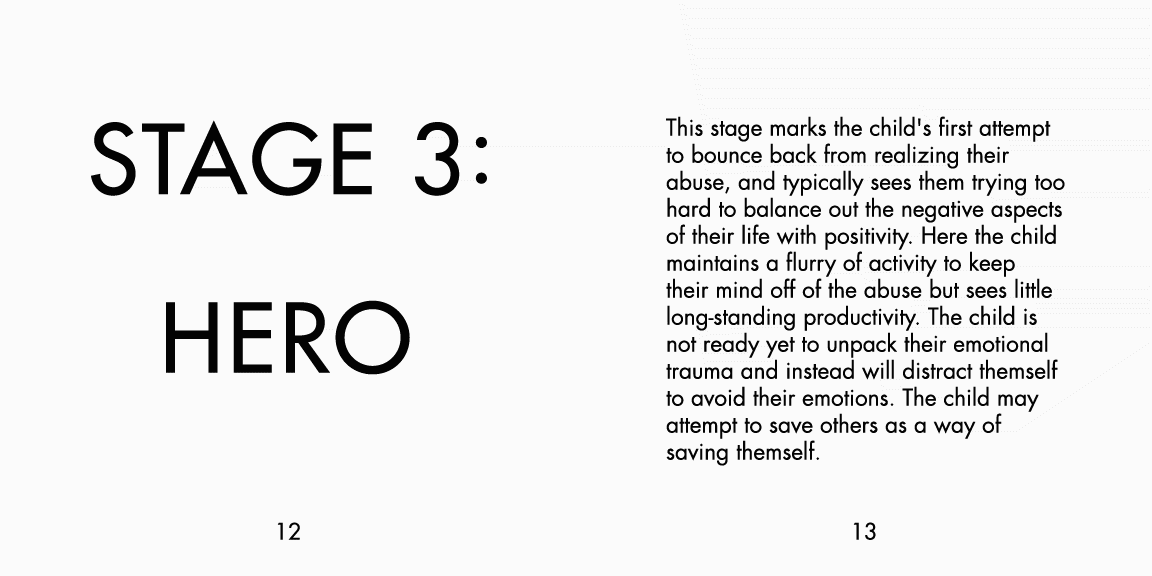 STAGE 3:
HERO
12
This stage marks the child's first attempt
to bounce back from realizing their
abuse, and typically sees them trying too
hard to balance out the negative aspects
of their life with positivity. Here the child
maintains a flurry of activity to keep
their mind off of the abuse but sees little
long-standing productivity. The child is
not ready yet to unpack their emotional
trauma and instead will distract themself
to avoid their emotions. The child may
attempt to save others as a way of
saving themself.
13